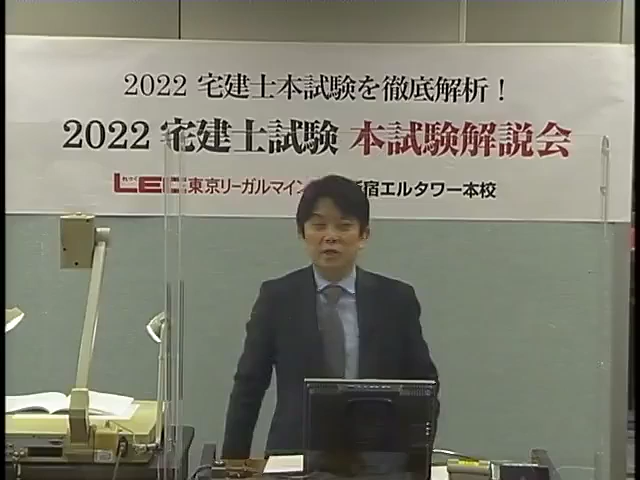 2022 宅建士本試験を徹底解析！
2022 宅建士試験 本試験解説会
LEC東京リーガルマイン 宿エルタワー本校